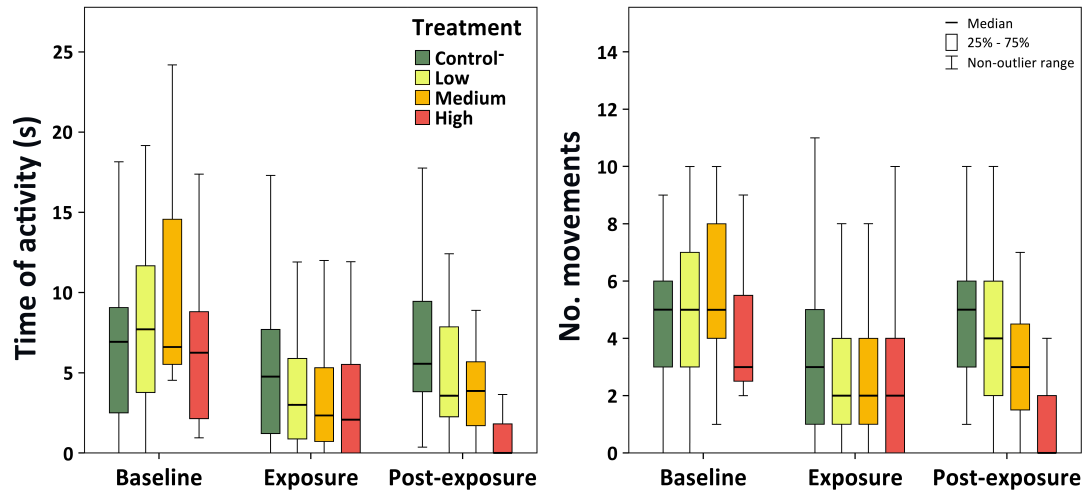 Treatment
Control-
Low
Medium
High
Time of activity (s)
25
20
15
10
5
0
Baseline Exposure Post-exposure
Median
25% - 75%
Non-outlier range
No. movements
14
12
10
8
6
4
2
0
Baseline Exposure Post-exposure